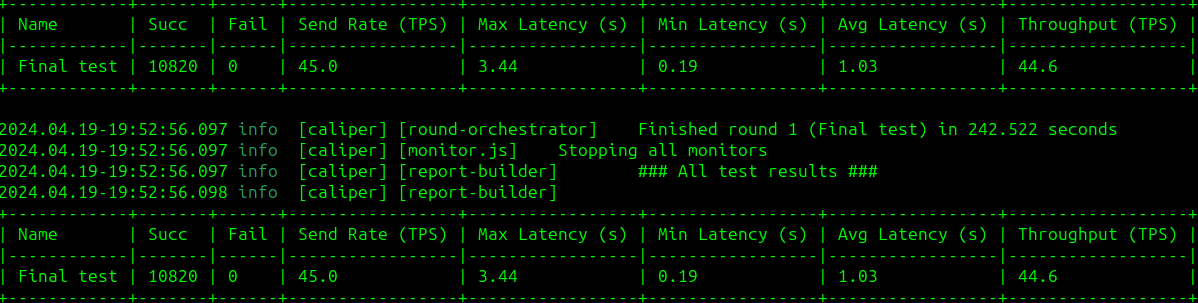 +-------------+-------+------+-----------------+-----------------+-----------------+-----------------+------------------+
| Name        | Succ  | Fail | Send Rate (TPS) | Max Latency (s) | Min Latency (s) | Avg Latency (s) | Throughput (TPS) |
|-------------|-------|------|-----------------|-----------------|-----------------|-----------------|------------------|
| Final test  | 10820 | 0    | 45.0            | 3.44            | 0.19            | 1.03            | 44.6             |
+-------------+-------+------+-----------------+-----------------+-----------------+-----------------+------------------+
2024.04.19-19:52:56.097 info  [caliper] [round-orchestrator]    Finished round 1 (Final test) in 242.522 seconds
2024.04.19-19:52:56.097 info  [caliper] [monitor.js]    Stopping all monitors
2024.04.19-19:52:56.097 info  [caliper] [report-builder]        ### All test results ###
2024.04.19-19:52:56.098 info  [caliper] [report-builder]
+-------------+-------+------+-----------------+-----------------+-----------------+-----------------+------------------+
| Name        | Succ  | Fail | Send Rate (TPS) | Max Latency (s) | Min Latency (s) | Avg Latency (s) | Throughput (TPS) |
|-------------|-------|------|-----------------|-----------------|-----------------|-----------------|------------------|
| Final test  | 10820 | 0    | 45.0            | 3.44            | 0.19            | 1.03            | 44.6             |
+-------------+-------+------+-----------------+-----------------+-----------------+-----------------+------------------+